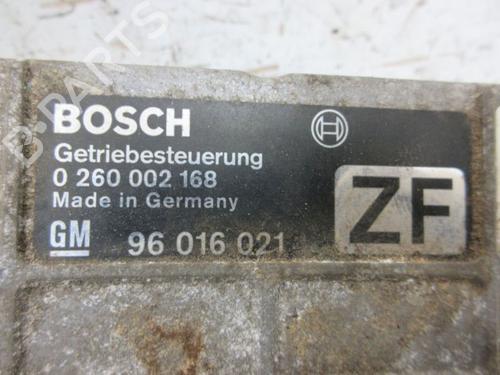 BOSCH
Getriebesteuerung
0 260 002 168
Made in Germany
GM 96 016 021
ZF